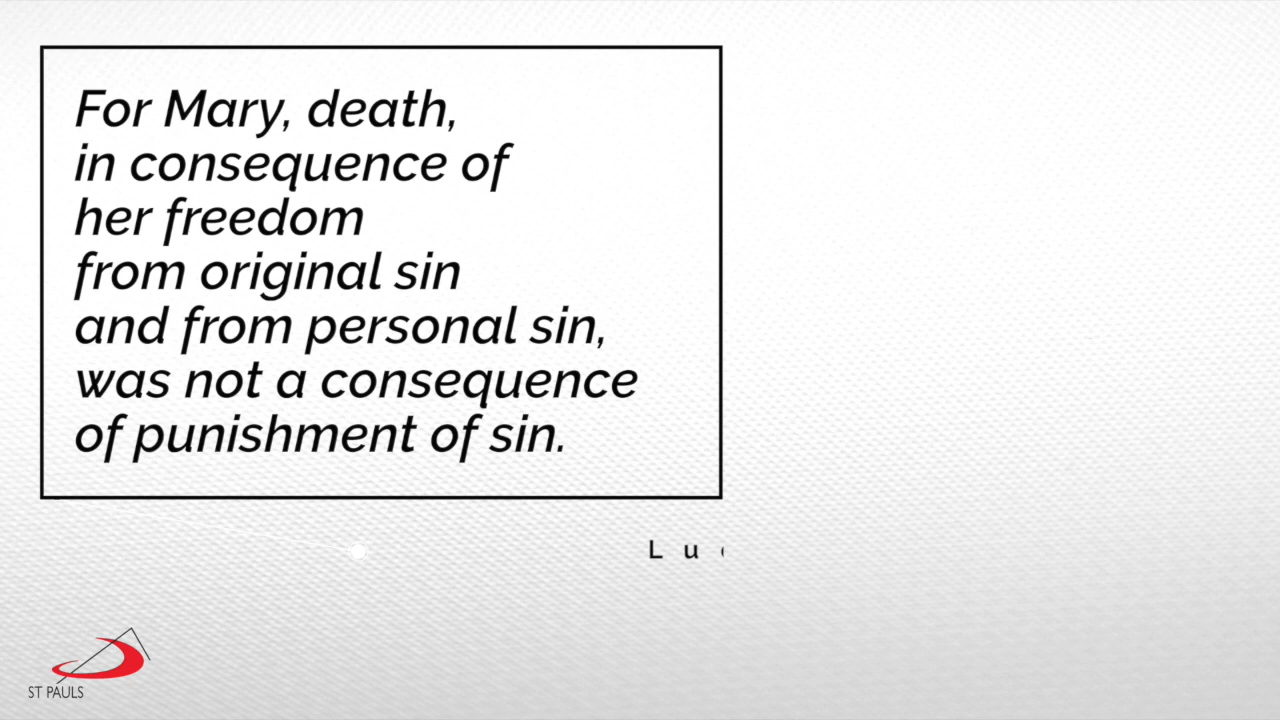 For Mary, death,
in consequence of
her freedom
from original sin
and from personal sin,
was not a consequence
of punishment of sin.
ST PAULS